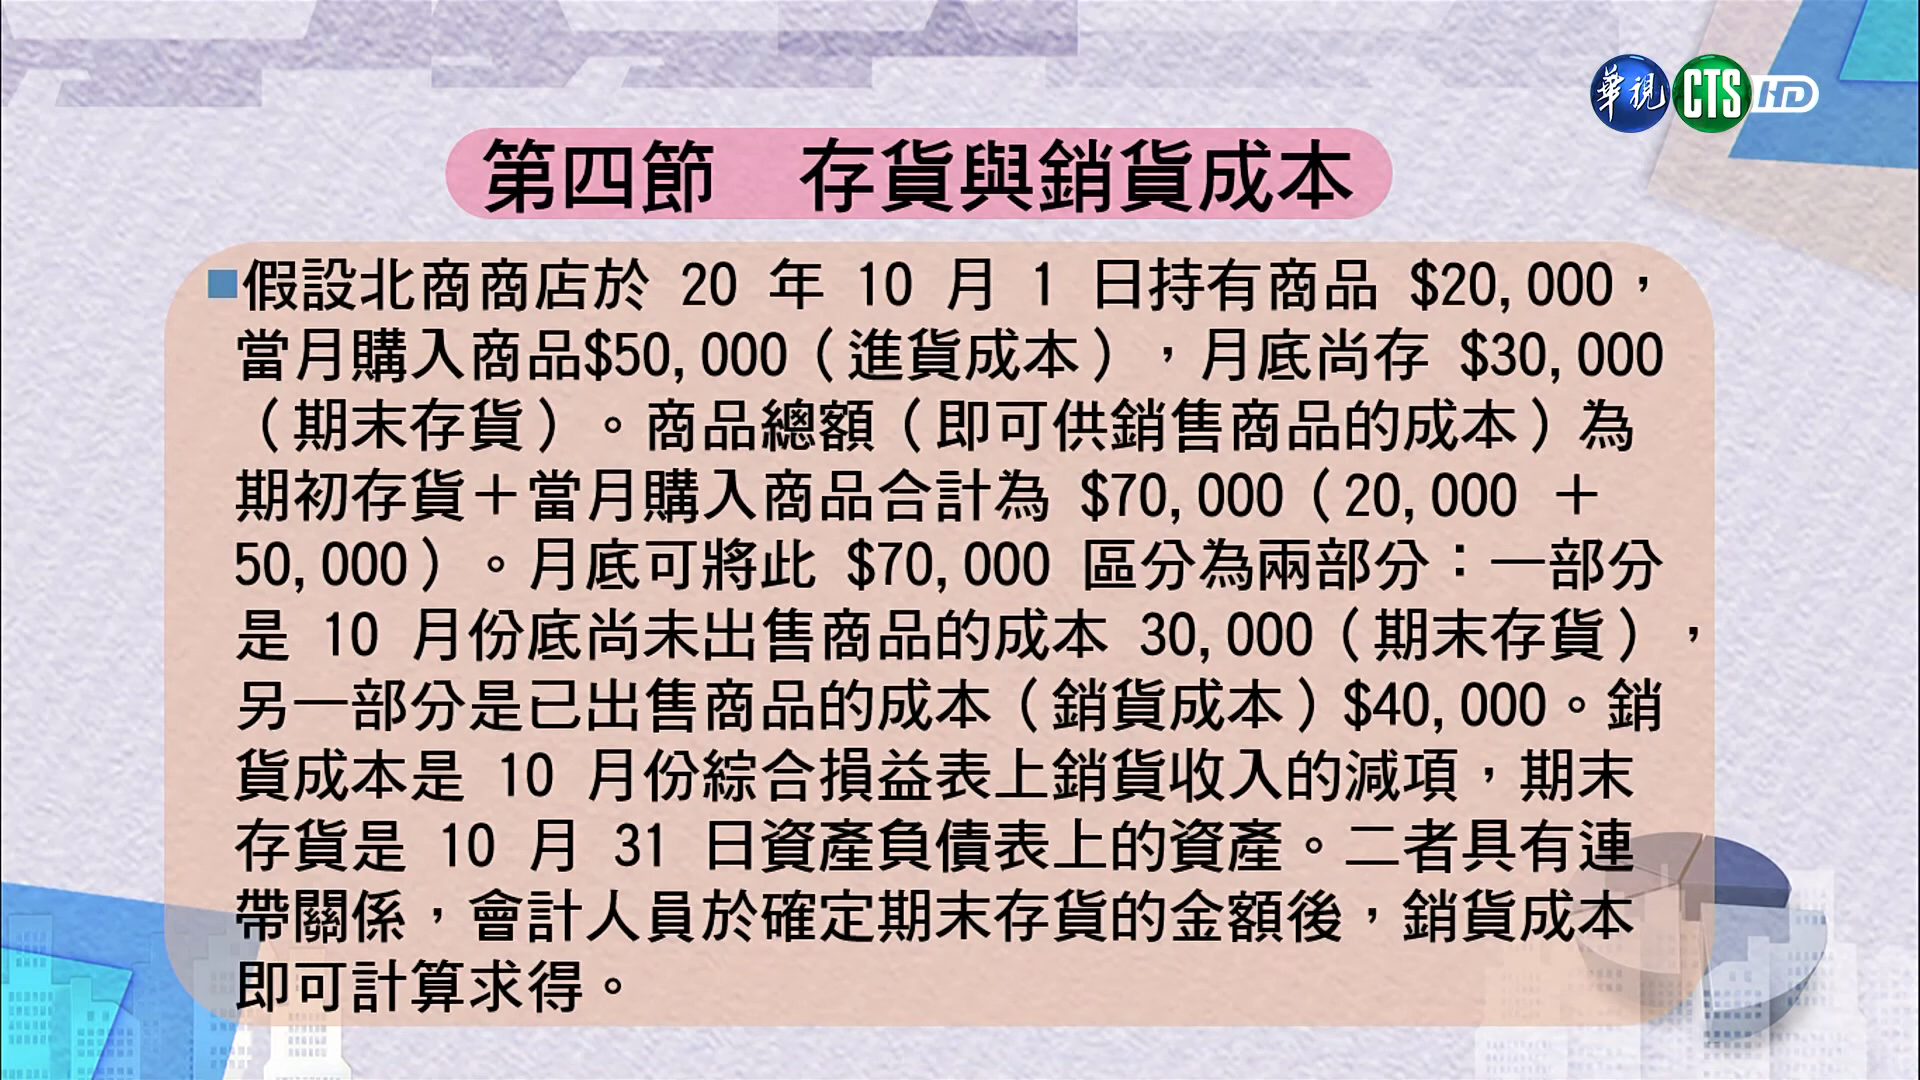 華視 CTS HD
第四節 存貨與銷貨成本
假設北商商店於 20 年 10 月 1 日持有商品 $20,000，
當月購入商品$50,000（進貨成本），月底尚存 $30,000
（期末存貨）。商品總額（即可供銷售商品的成本）為
期初存貨＋當月購入商品合計為 $70,000（20,000 ＋
50,000）。月底可將此 $70,000 區分為兩部分：一部分
是 10 月份底尚未出售商品的成本 30,000（期末存貨），
另一部分是已出售商品的成本（銷貨成本）$40,000。銷
貨成本是 10 月份綜合損益表上銷貨收入的減項，期末
存貨是 10 月 31 日資產負債表上的資產。二者具有連
帶關係，會計人員於確定期末存貨的金額後，銷貨成本
即可計算求得。